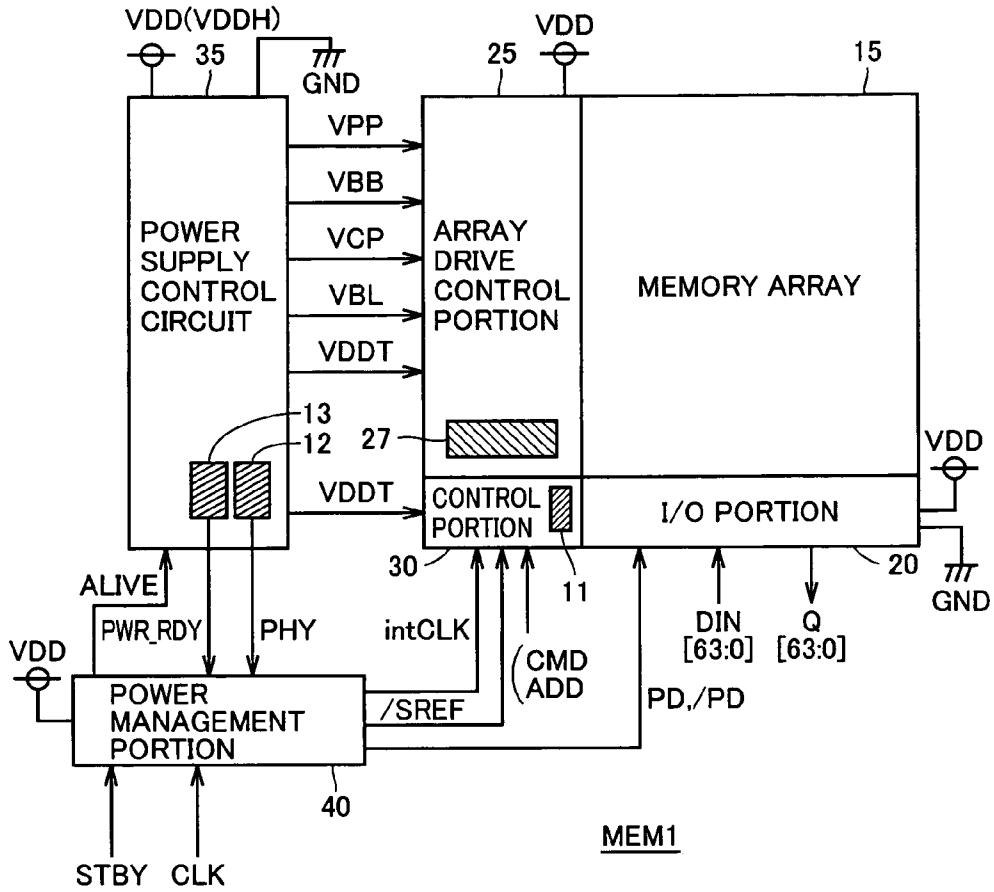 VDD(VDDH)
35
GND
25
VDD
15
VPP
VBB
VCP
VBL
VDDT
POWER
SUPPLY
CONTROL
CIRCUIT
ARRAY
DRIVE
CONTROL
PORTION
MEMORY ARRAY
13
12
27
VDD
VDDT
CONTROL
PORTION
I/O PORTION
30
11
20
GND
ALIVE
PWR_RDY
PHY
intCLK
CMD
ADD
DIN
[63:0]
Q
[63:0]
VDD
POWER
MANAGEMENT
PORTION
/SREF
PD,/PD
40
STBY
CLK
MEM1